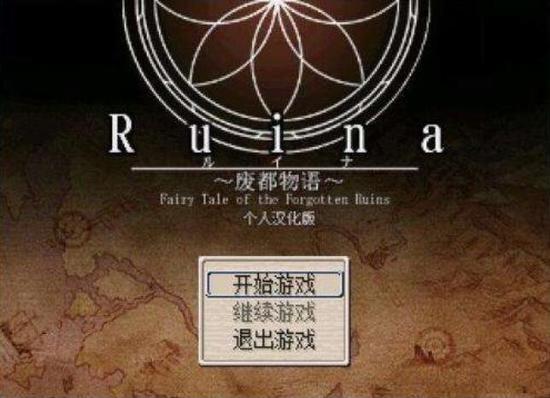 Ruina
ルイナ
～废都物语～
Fairy Tale of the Forgotten Ruins
个人汉化版
开始游戏
继续游戏
退出游戏